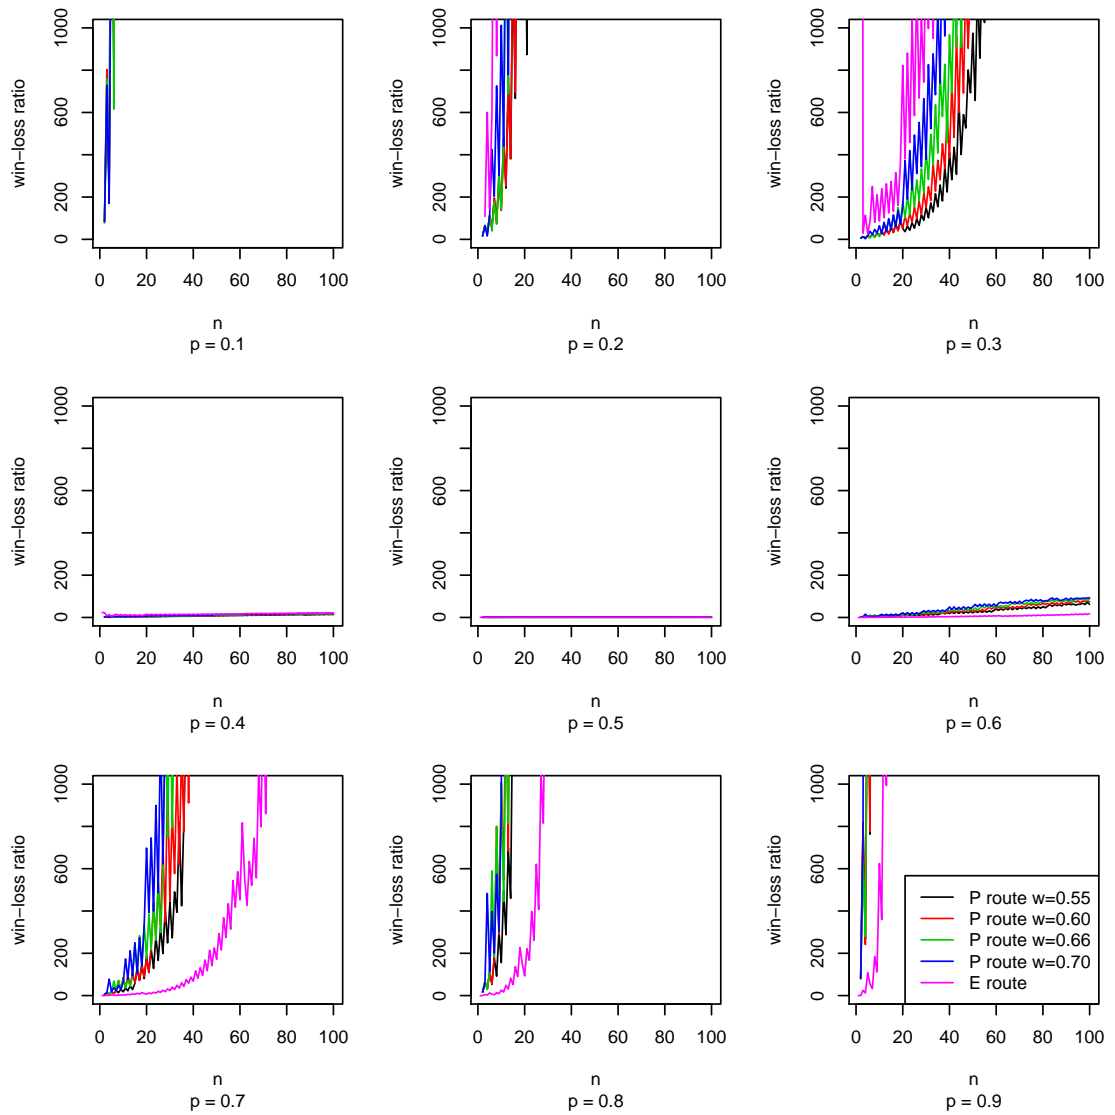 win−loss ratio
0 200 600 1000
0 20 40 60 80 100
n
p = 0.1
win−loss ratio
0 200 600 1000
0 20 40 60 80 100
n
p = 0.2
win−loss ratio
0 200 600 1000
0 20 40 60 80 100
n
p = 0.3
win−loss ratio
0 200 600 1000
0 20 40 60 80 100
n
p = 0.4
win−loss ratio
0 200 600 1000
0 20 40 60 80 100
n
p = 0.5
win−loss ratio
0 200 600 1000
0 20 40 60 80 100
n
p = 0.6
win−loss ratio
0 200 600 1000
0 20 40 60 80 100
n
p = 0.7
win−loss ratio
0 200 600 1000
0 20 40 60 80 100
n
p = 0.8
win−loss ratio
0 200 600 1000
0 20 40 60 80 100
n
p = 0.9
P route w=0.55
P route w=0.60
P route w=0.66
P route w=0.70
E route